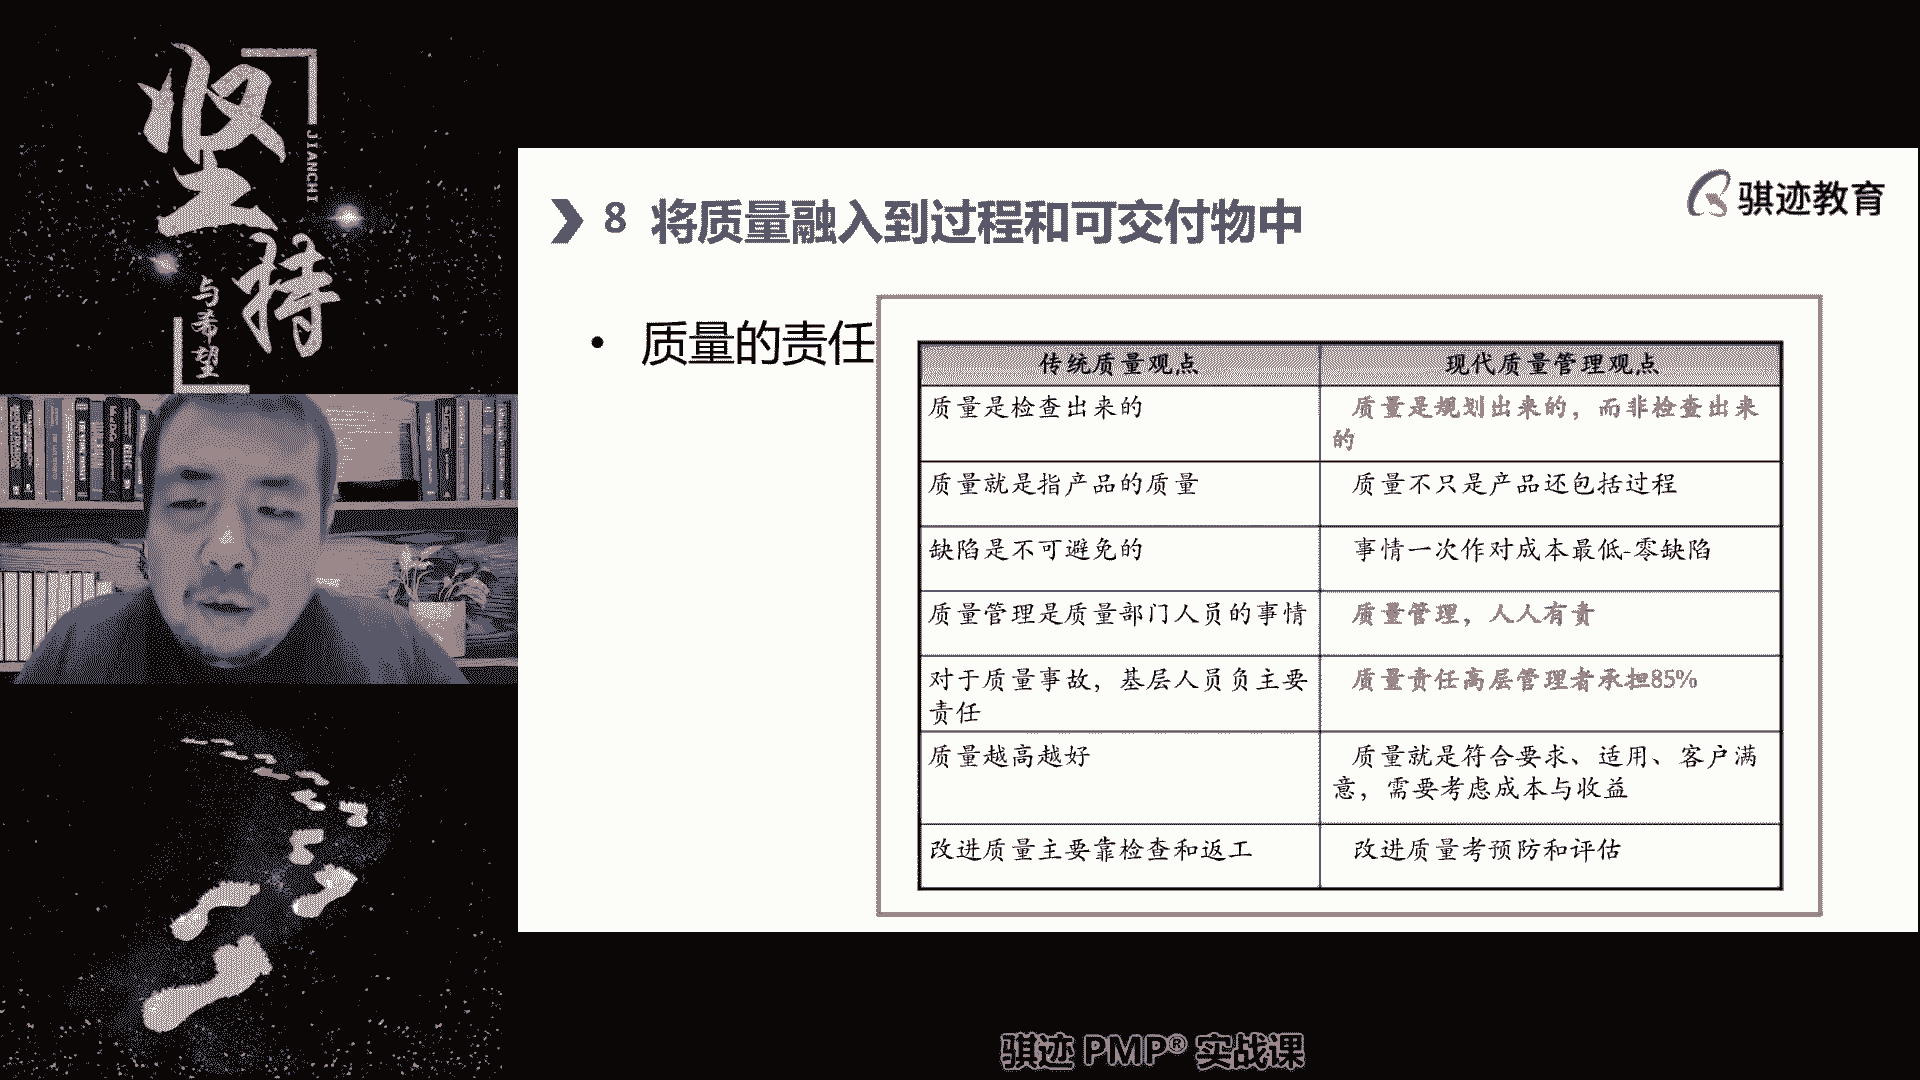 坚持
JIANCHI
与希望
骐迹教育
8 将质量融入到过程和可交付物中
• 质量的责任
传统质量观点
现代质量管理观点
质量是检查出来的
质量是规划出来的，而非检查出来
的
质量就是指产品的质量
质量不只是产品还包括过程
缺陷是不可避免的
事情一次作对成本最低-零缺陷
质量管理是质量部门人员的事情
质量管理，人人有责
对于质量事故，基层人员负主要
责任
质量责任高层管理者承担85%
质量越高越好
质量就是符合要求、适用、客户满
意，需要考虑成本与收益
改进质量主要靠检查和返工
改进质量考预防和评估
骐迹 PMP® 实战课